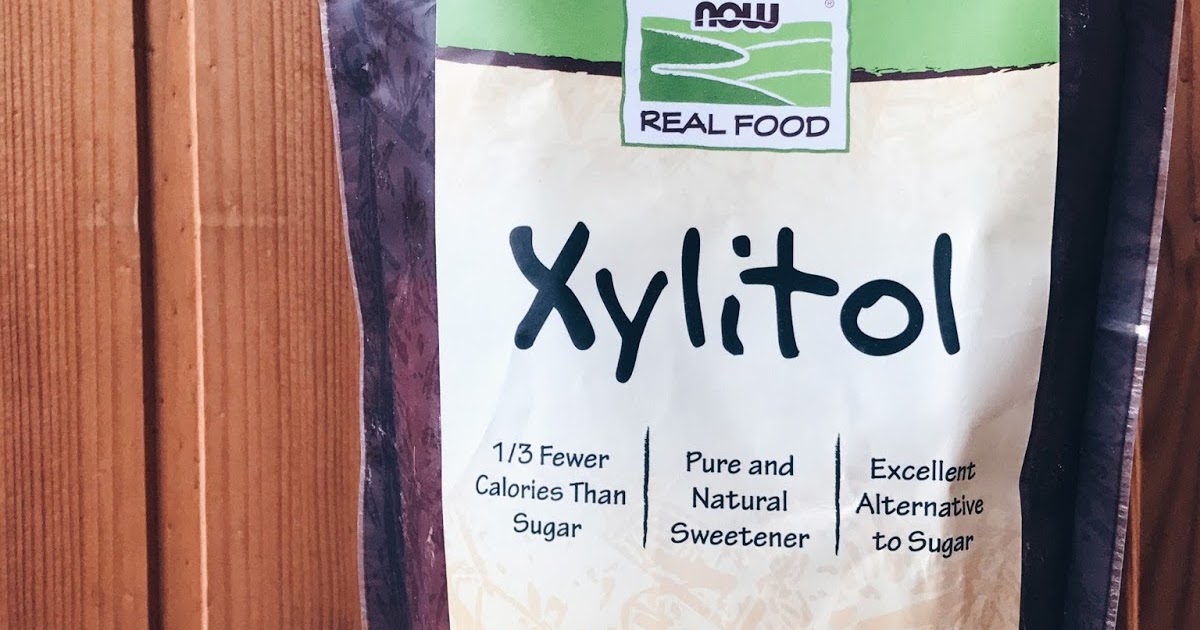 now
®
REAL FOOD
Xylitol
1/3 Fewer
Calories Than
Sugar
Pure and
Natural
Sweetener
Excellent
Alternative
to Sugar